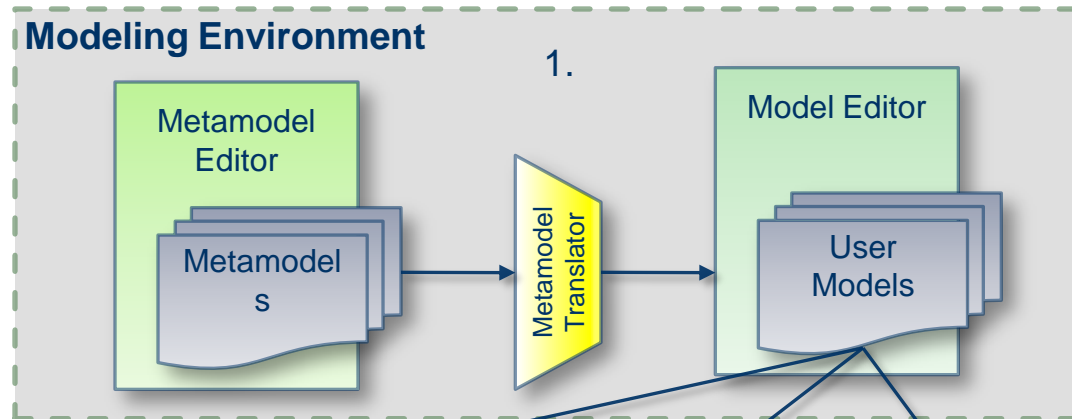 Modeling Environment
1.
Metamodel
Editor
Metamodel
s
Metamodel
Translator
Model Editor
User
Models